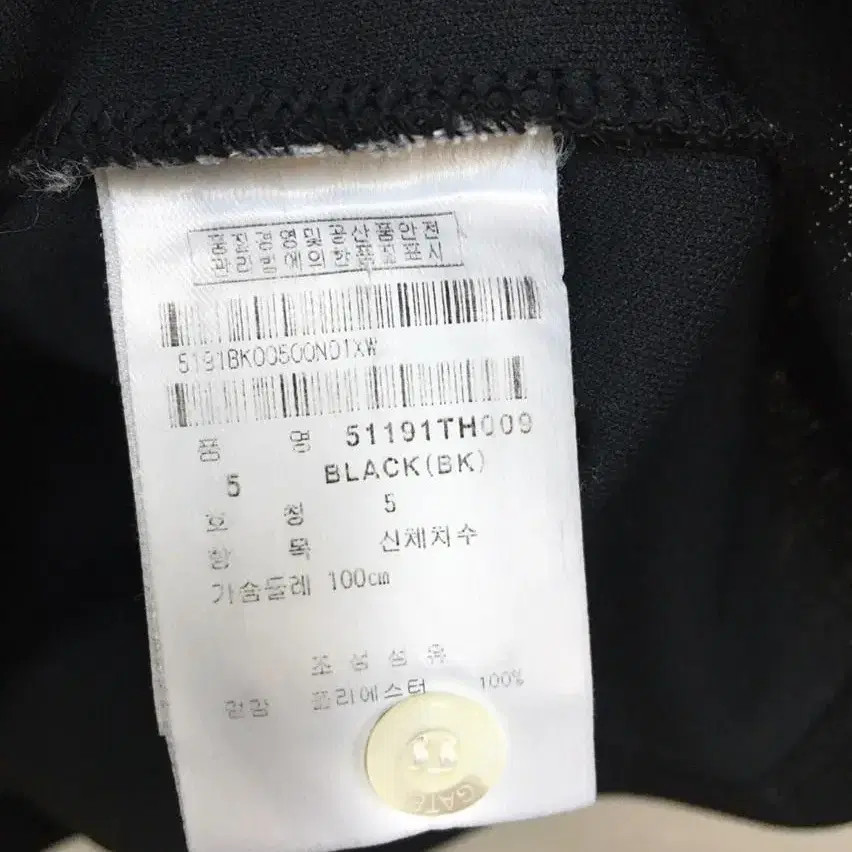 품질경영및공산품안전
관리법에의한품질표시
5191BK00500N01XW
품 명 51191TH009
5 BLACK(BK)
호 칭 5
항 목 신체치수
가슴둘레 100㎝
조성섬유
겉감 폴리에스터 100%
GATE